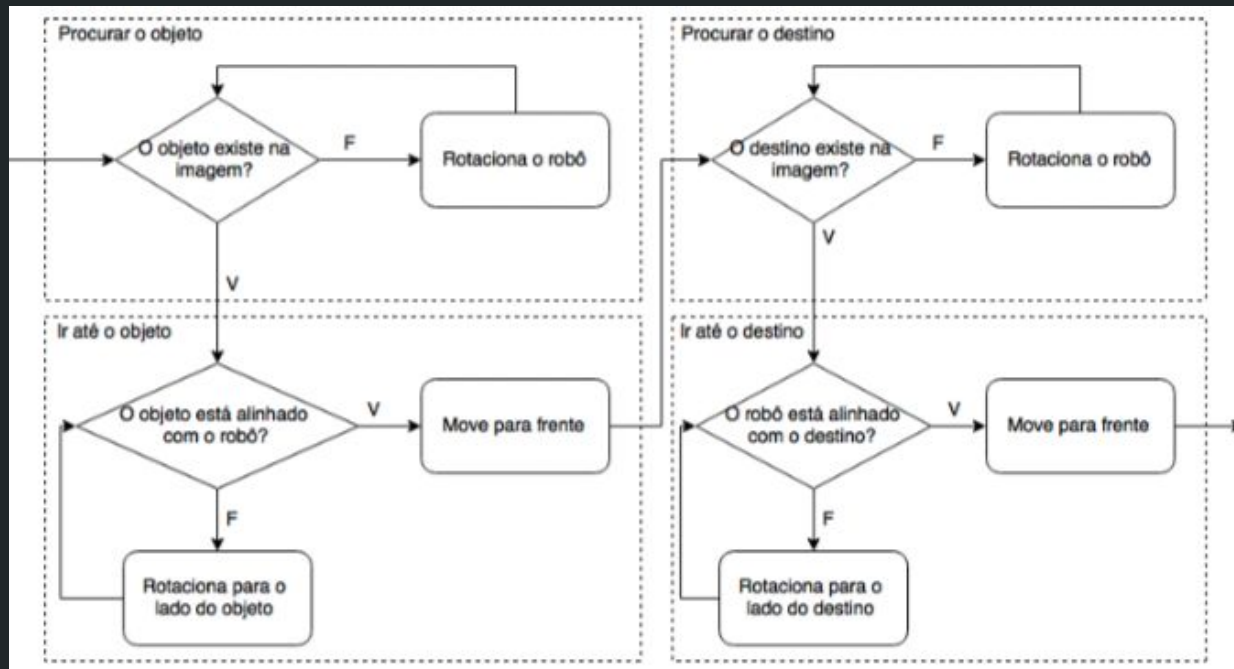 Procurar o objeto
O objeto existe na
imagem?
F
Rotaciona o robô
V
Ir até o objeto
O objeto está alinhado
com o robô?
V
Move para frente
F
Rotaciona para o
lado do objeto
Procurar o destino
O destino existe na
imagem?
F
Rotaciona o robô
V
Ir até o destino
O robô está alinhado
com o destino?
V
Move para frente
F
Rotaciona para o
lado do destino